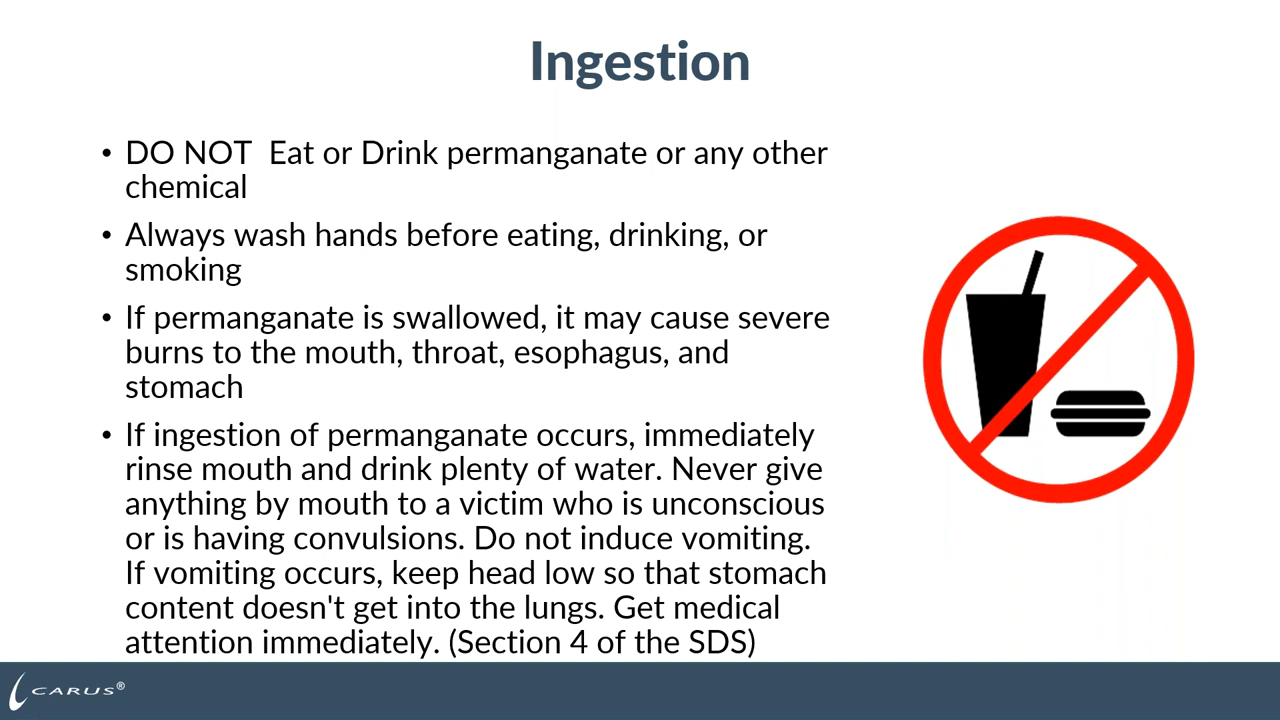 Ingestion
• DO NOT  Eat or Drink permanganate or any other
chemical
• Always wash hands before eating, drinking, or
smoking
• If permanganate is swallowed, it may cause severe
burns to the mouth, throat, esophagus, and
stomach
• If ingestion of permanganate occurs, immediately
rinse mouth and drink plenty of water. Never give
anything by mouth to a victim who is unconscious
or is having convulsions. Do not induce vomiting.
If vomiting occurs, keep head low so that stomach
content doesn't get into the lungs. Get medical
attention immediately. (Section 4 of the SDS)
CARUS®